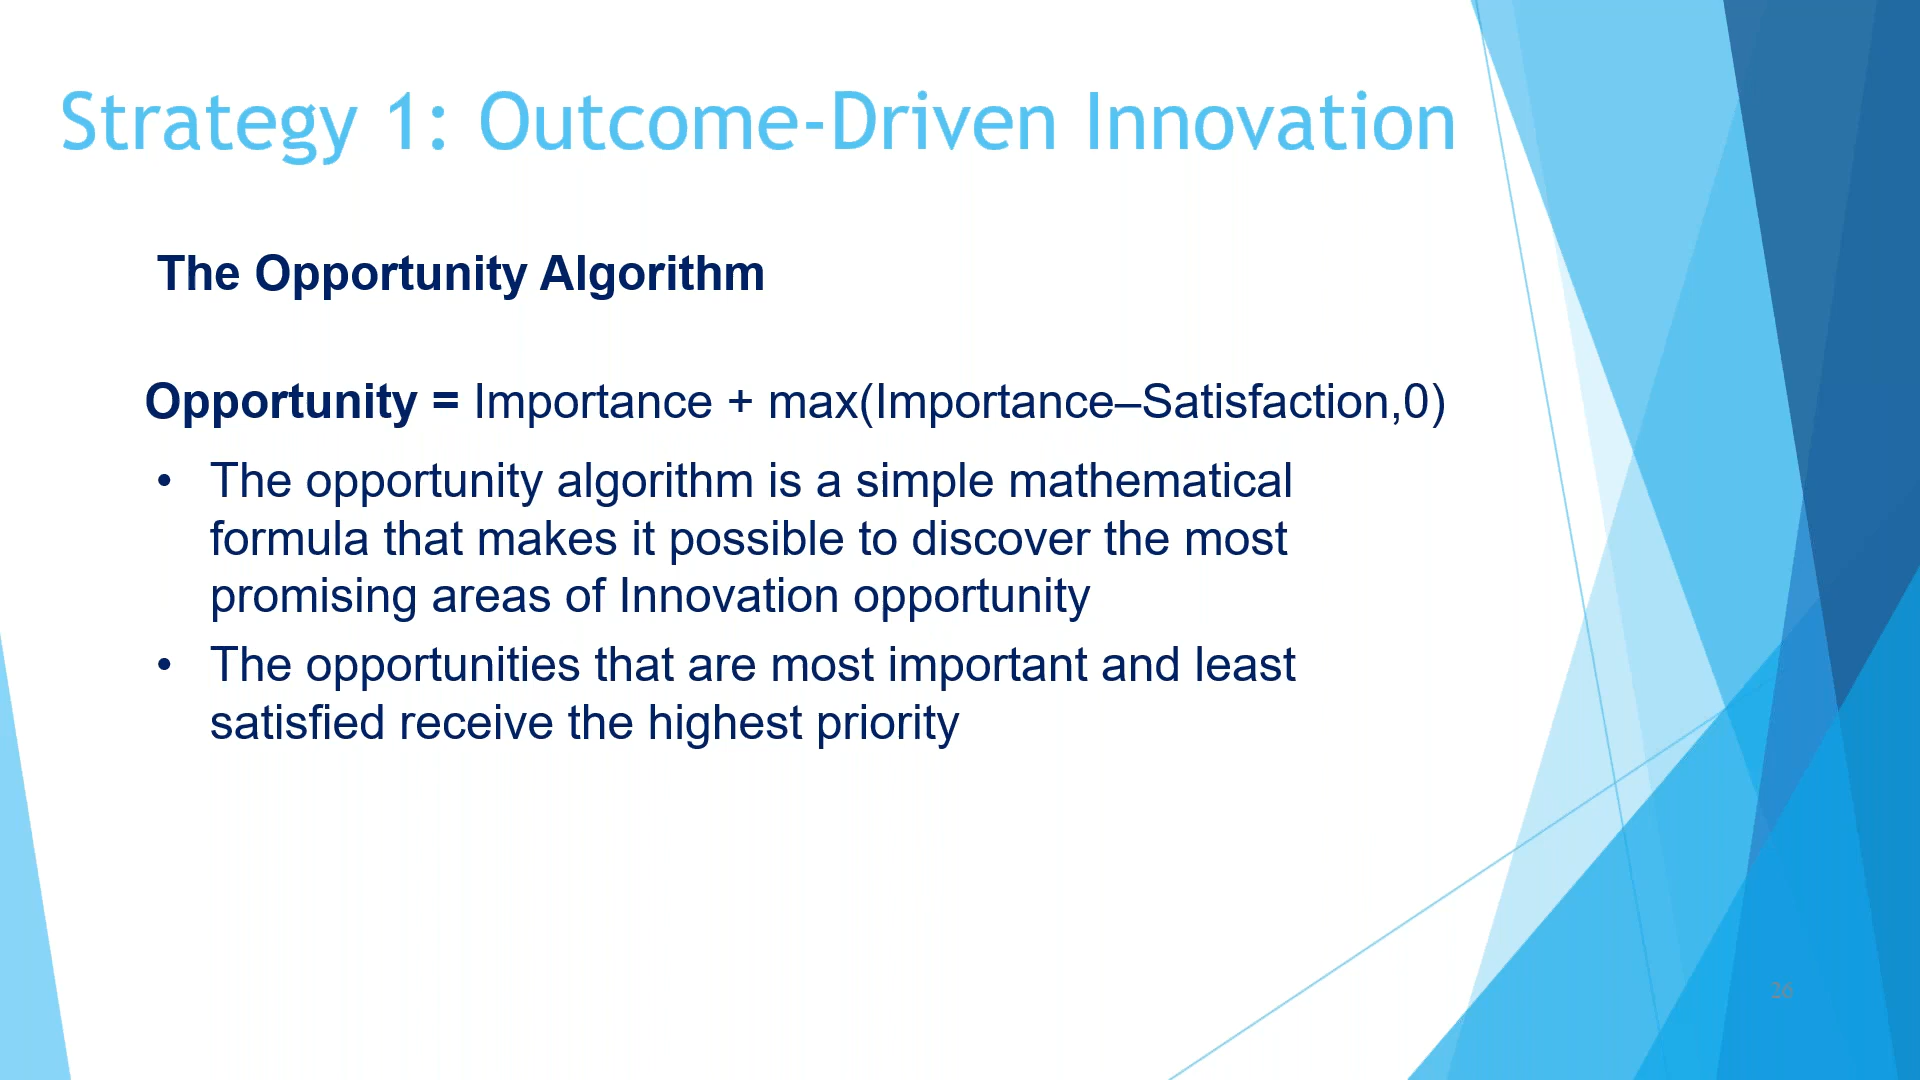 Strategy 1: Outcome-Driven Innovation
The Opportunity Algorithm
Opportunity = Importance + max(Importance–Satisfaction,0)
• The opportunity algorithm is a simple mathematical
formula that makes it possible to discover the most
promising areas of Innovation opportunity
• The opportunities that are most important and least
satisfied receive the highest priority
26